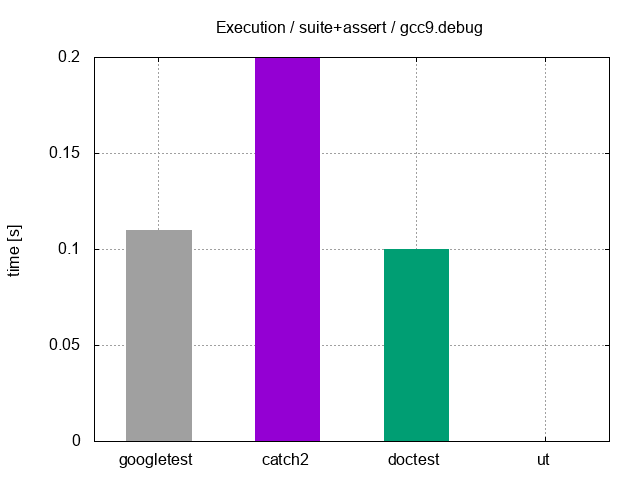 Execution / suite+assert / gcc9.debug
0.2
0.15
0.1
0.05
0
time [s]
googletest catch2 doctest ut